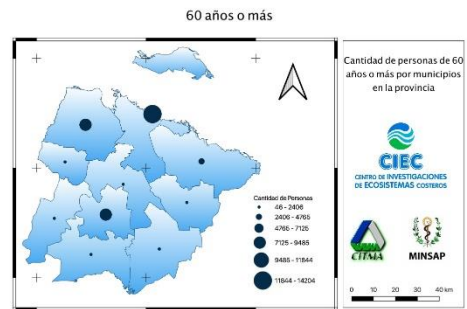 60 años o más
Cantidad de personas de 60
años o más por municipios
en la provincia
CIEC
CENTRO DE INVESTIGACIONES
DE ECOSISTEMAS COSTEROS
CITMA
MINSAP
Cantidad de Personas
46 - 2406
2406 - 4765
4765 - 7125
7125 - 9485
9485 - 11844
11844 - 14204
0 10 20 30 40 km